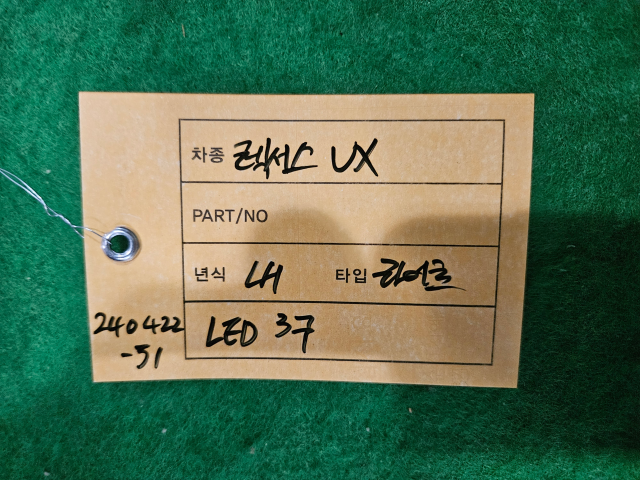 차종 렉서스 UX
PART/NO
년식 LH 타입 라이트
LED 3구
240422
-51